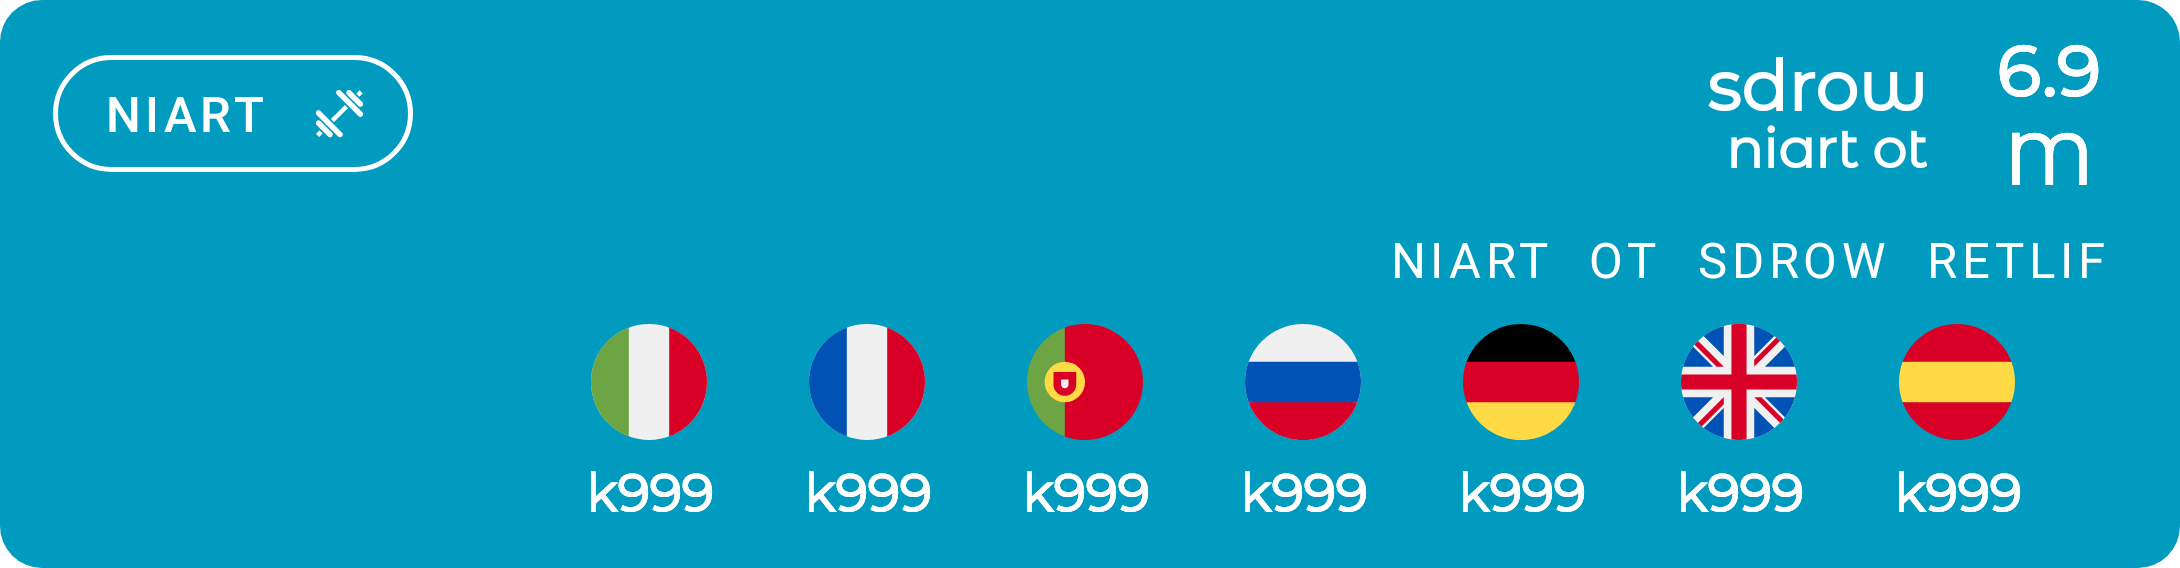 NIART
sdrow
niart ot
6.9
m
NIART OT SDROW RETLIF
k999 k999 k999 k999 k999 k999 k999